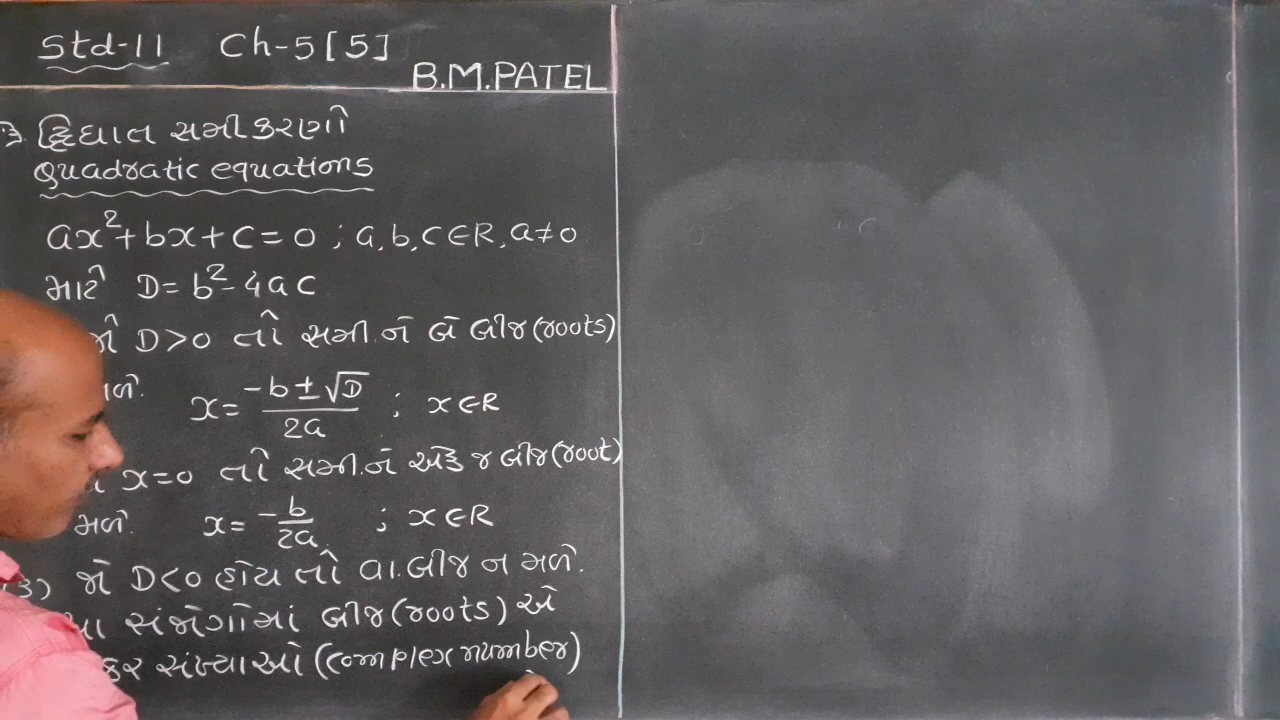 Std-11 Ch-5[5]
B.M.PATEL
દ્વિઘાત સમીકરણો
Quadratic equations
ax²+bx+c=0 ; a,b,c∈R, a≠0
માટે D= b²-4ac
જો D>0 તો સમી.ને બે બીજ(roots)
મળે. x= (-b±√D)/2a ; x∈R
x=0 તો સમી.ને એક જ બીજ(root)
મળે. x= -b/2a ; x∈R
(3) જો D<0 હોય તો વા.બીજ ન મળે.
આ સંજોગોમાં બીજ(roots) એ
સંખ્યાઓ (complex number)